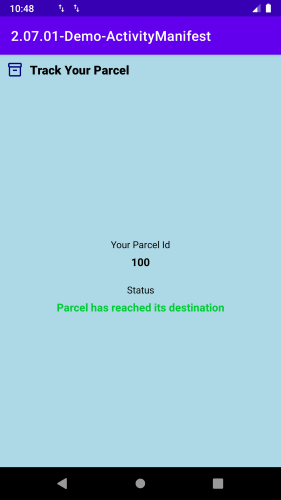 10:48
2.07.01-Demo-ActivityManifest
Track Your Parcel
Your Parcel Id
100
Status
Parcel has reached its destination